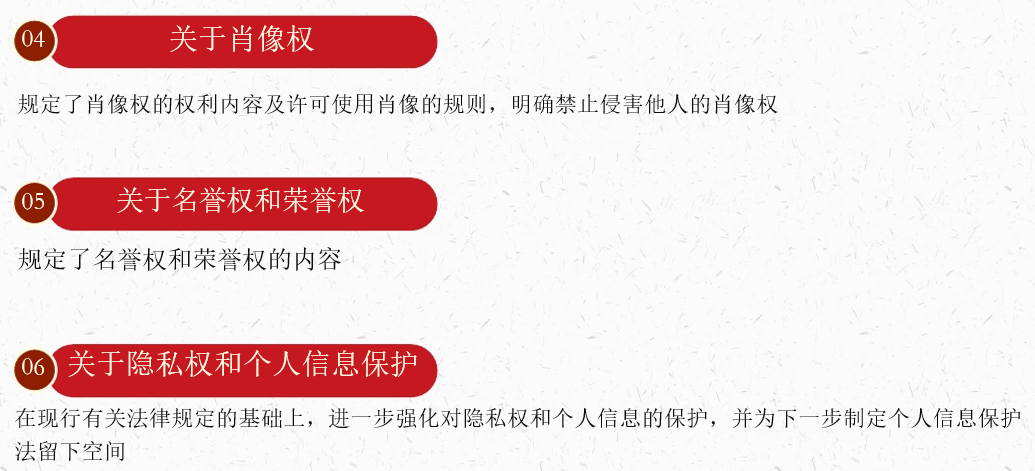 04
关于肖像权
规定了肖像权的权利内容及许可使用肖像的规则，明确禁止侵害他人的肖像权
05
关于名誉权和荣誉权
规定了名誉权和荣誉权的内容
06
关于隐私权和个人信息保护
在现行有关法律规定的基础上，进一步强化对隐私权和个人信息的保护，并为下一步制定个人信息保护
法留下空间